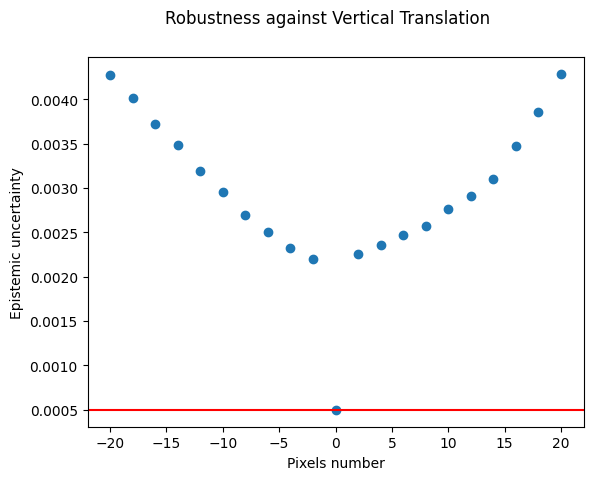 Robustness against Vertical Translation
Epistemic uncertainty
0.0040
0.0035
0.0030
0.0025
0.0020
0.0015
0.0010
0.0005
−20 −15 −10 −5 0 5 10 15 20
Pixels number